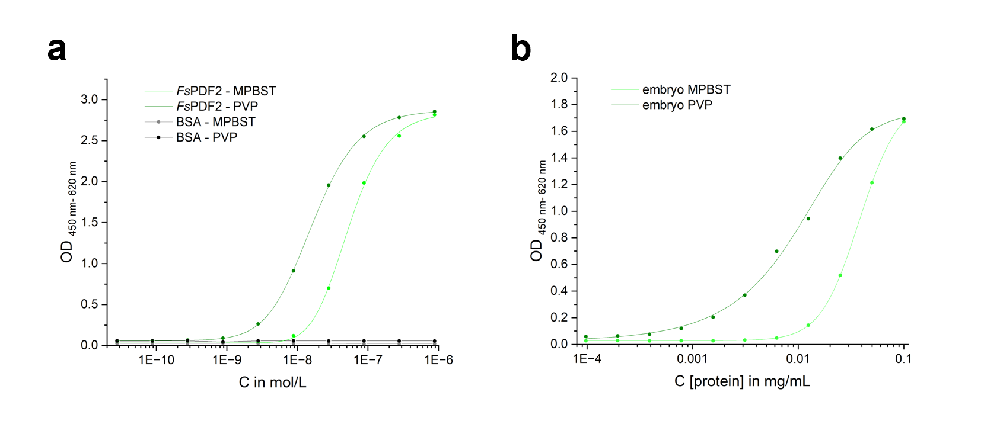 a
FsPDF2 - MPBST
FsPDF2 - PVP
BSA - MPBST
BSA - PVP
3.0
2.5
2.0
1.5
1.0
0.5
0.0
OD 450 nm- 620 nm
1E−10
1E−9
1E−8
1E−7
1E−6
C in mol/L
b
embryo MPBST
embryo PVP
2.0
1.8
1.6
1.4
1.2
1.0
0.8
0.6
0.4
0.2
0.0
OD 450 nm- 620 nm
1E−4
0.001
0.01
0.1
C [protein] in mg/mL